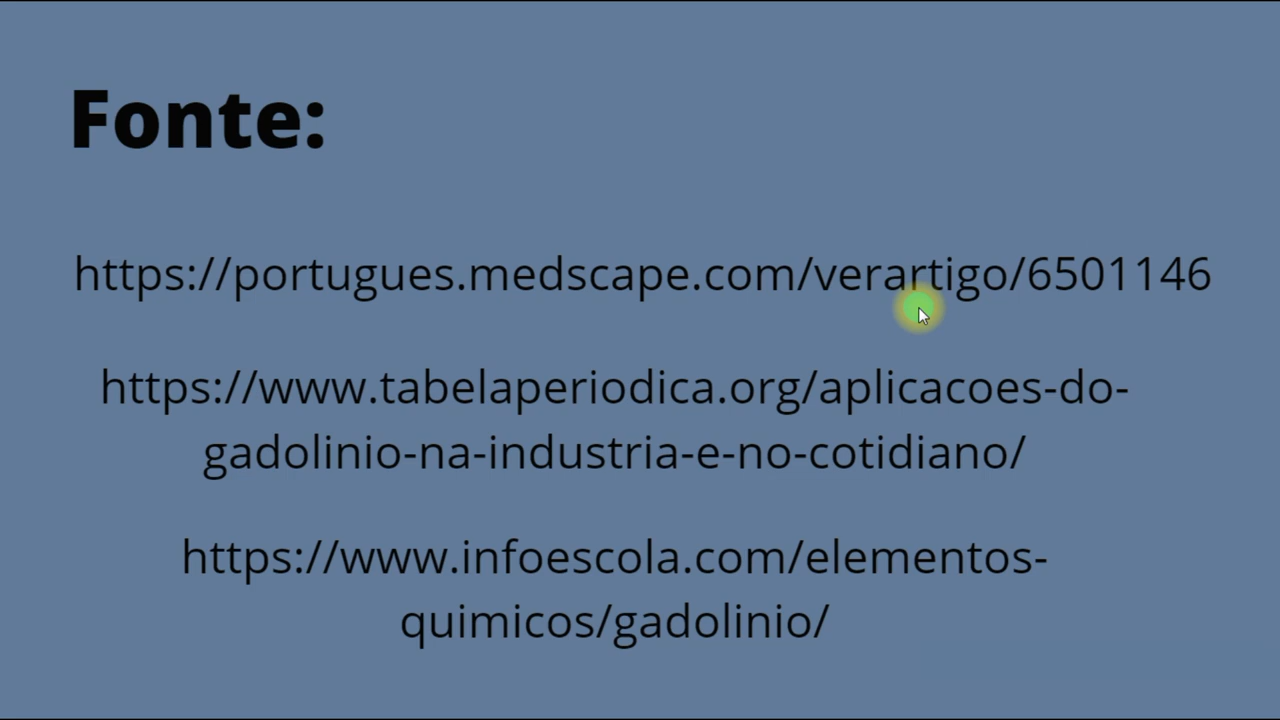 Fonte:
https://portugues.medscape.com/verartigo/6501146
https://www.tabelaperiodica.org/aplicacoes-do-
gadolinio-na-industria-e-no-cotidiano/
https://www.infoescola.com/elementos-
quimicos/gadolinio/